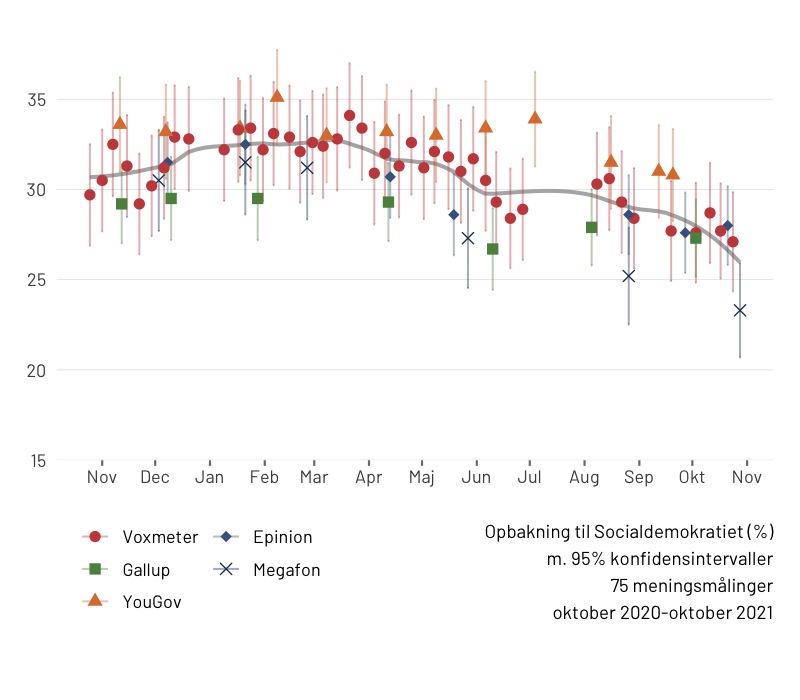 35
30
25
20
15
Nov Dec Jan Feb Mar Apr Maj Jun Jul Aug Sep Okt Nov
Voxmeter Epinion
Gallup Megafon
YouGov
Opbakning til Socialdemokratiet (%)
m. 95% konfidensintervaller
75 meningsmålinger
oktober 2020-oktober 2021